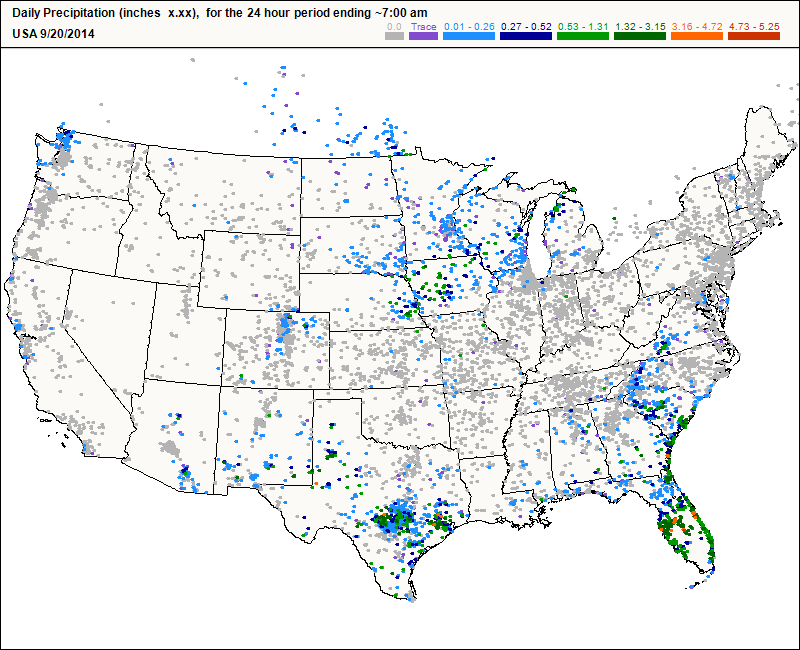 Daily Precipitation (inches x.xx), for the 24 hour period ending ~7:00 am
USA 9/20/2014
0.0 Trace 0.01 - 0.26 0.27 - 0.52 0.53 - 1.31 1.32 - 3.15 3.16 - 4.72 4.73 - 5.25